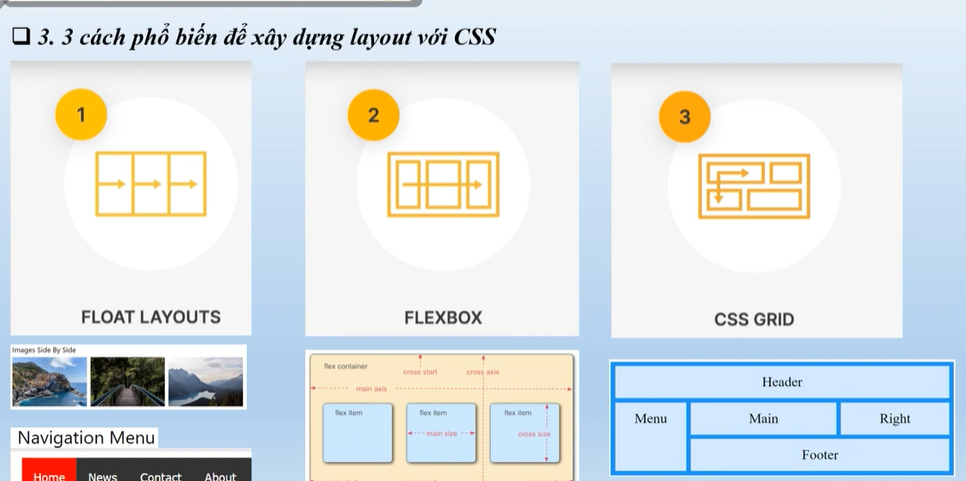 ❑ 3. 3 cách phổ biến để xây dựng layout với CSS
1
2
3
FLOAT LAYOUTS
FLEXBOX
CSS GRID
Images Side By Side
Navigation Menu
Home News Contact About
flex container
cross start
cross axis
main axis
flex item
flex item
flex item
main size
cross size
Header
Menu
Main
Right
Footer